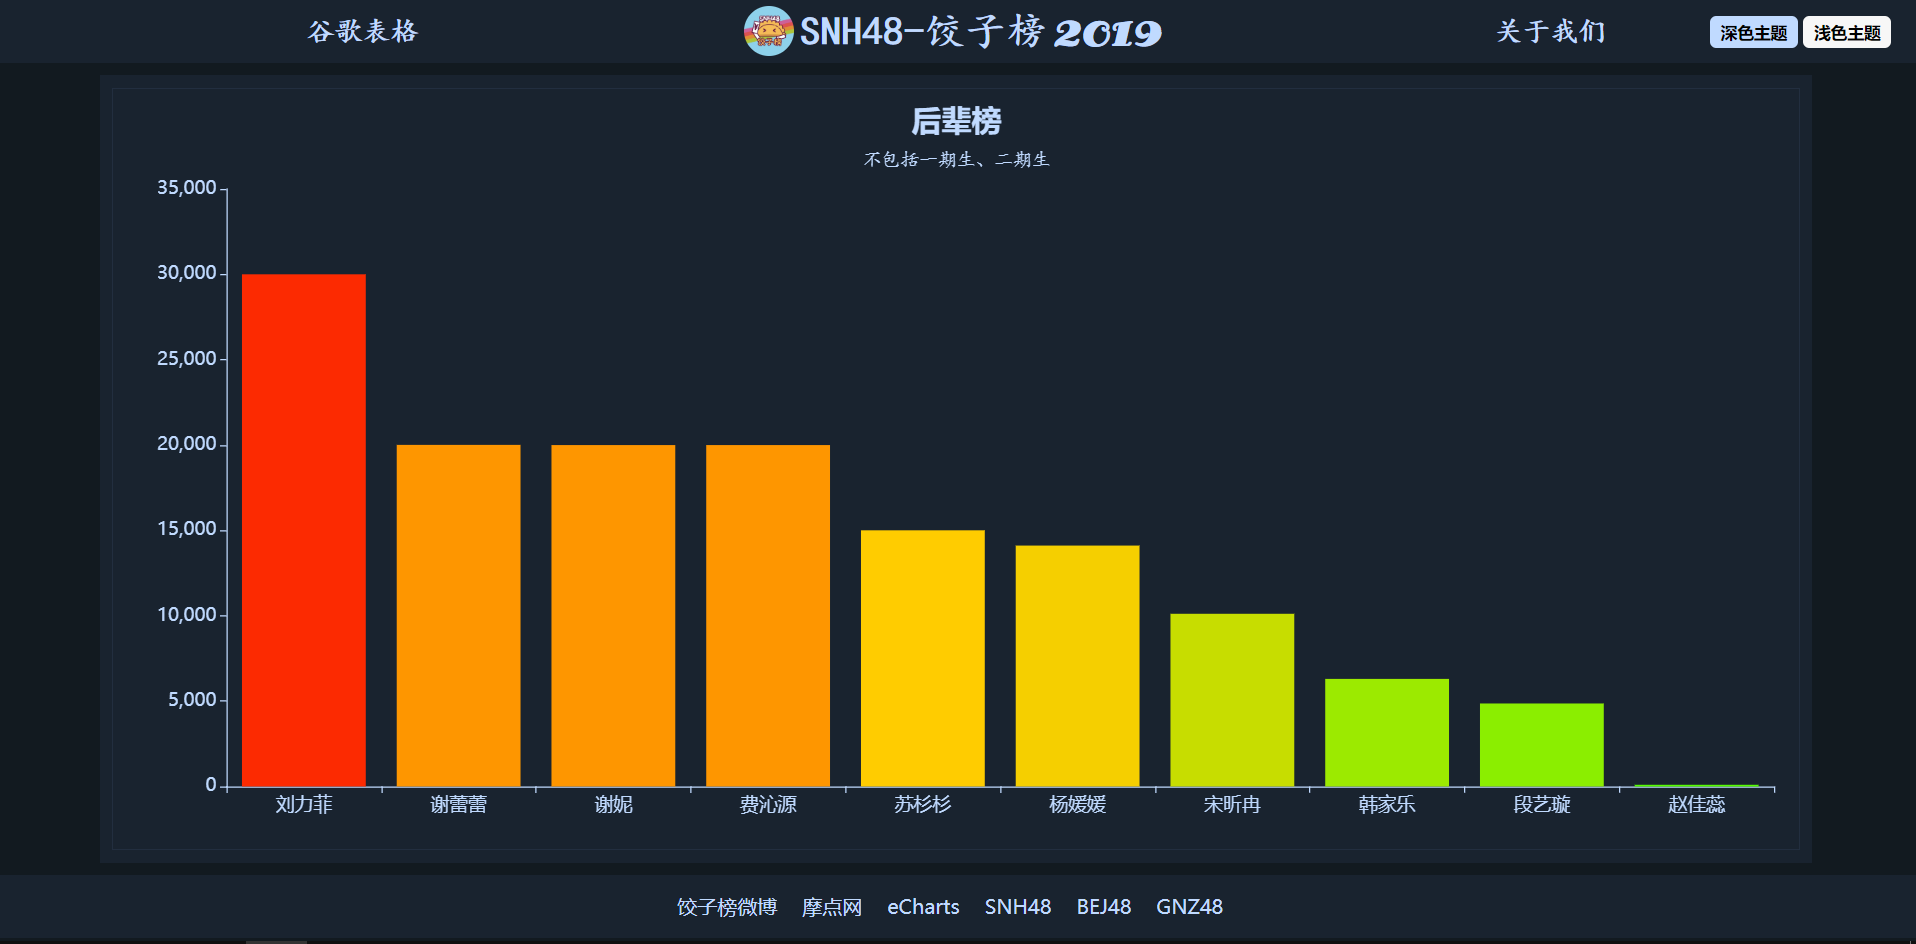 谷歌表格
SNH48-饺子榜 2019
关于我们
深色主题
浅色主题
后辈榜
不包括一期生、二期生
35,000
30,000
25,000
20,000
15,000
10,000
5,000
0
刘力菲 谢蕾蕾 谢妮 费沁源 苏杉杉 杨媛媛 宋昕冉 韩家乐 段艺璇 赵佳蕊
饺子榜微博 摩点网 eCharts SNH48 BEJ48 GNZ48